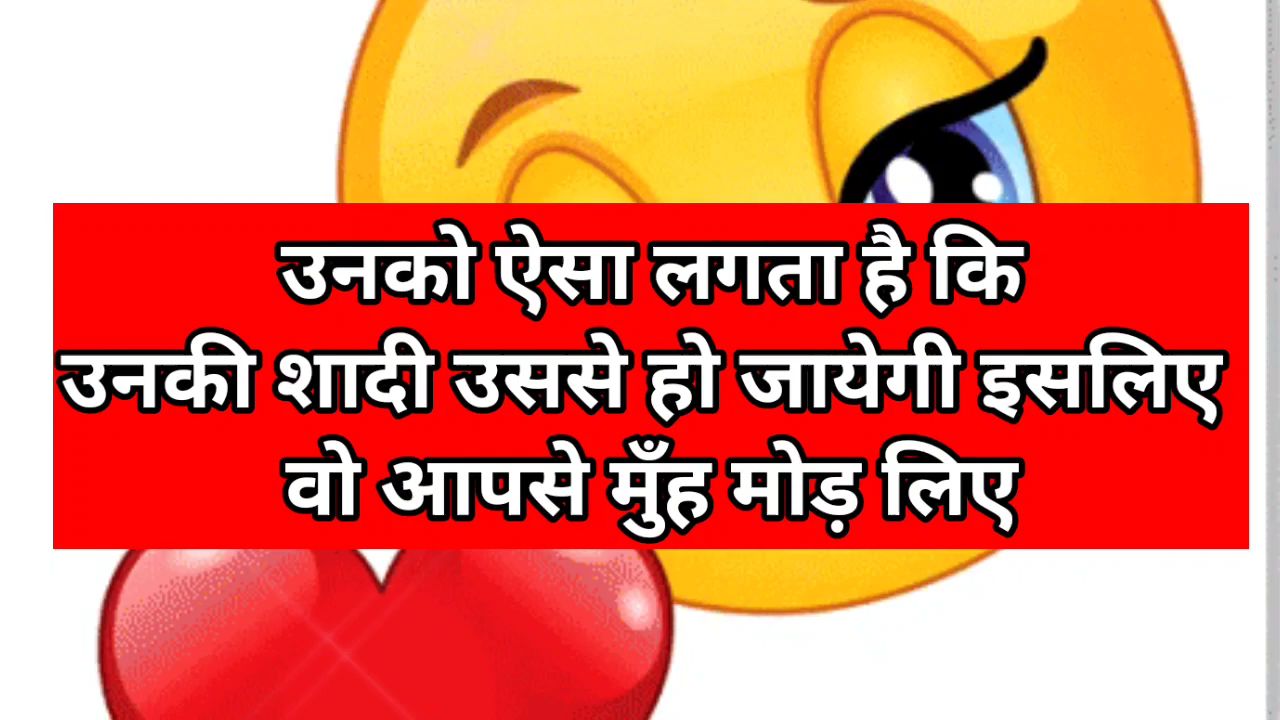 उनको ऐसा लगता है कि
उनकी शादी उससे हो जायेगी इसलिए
वो आपसे मुँह मोड़ लिए